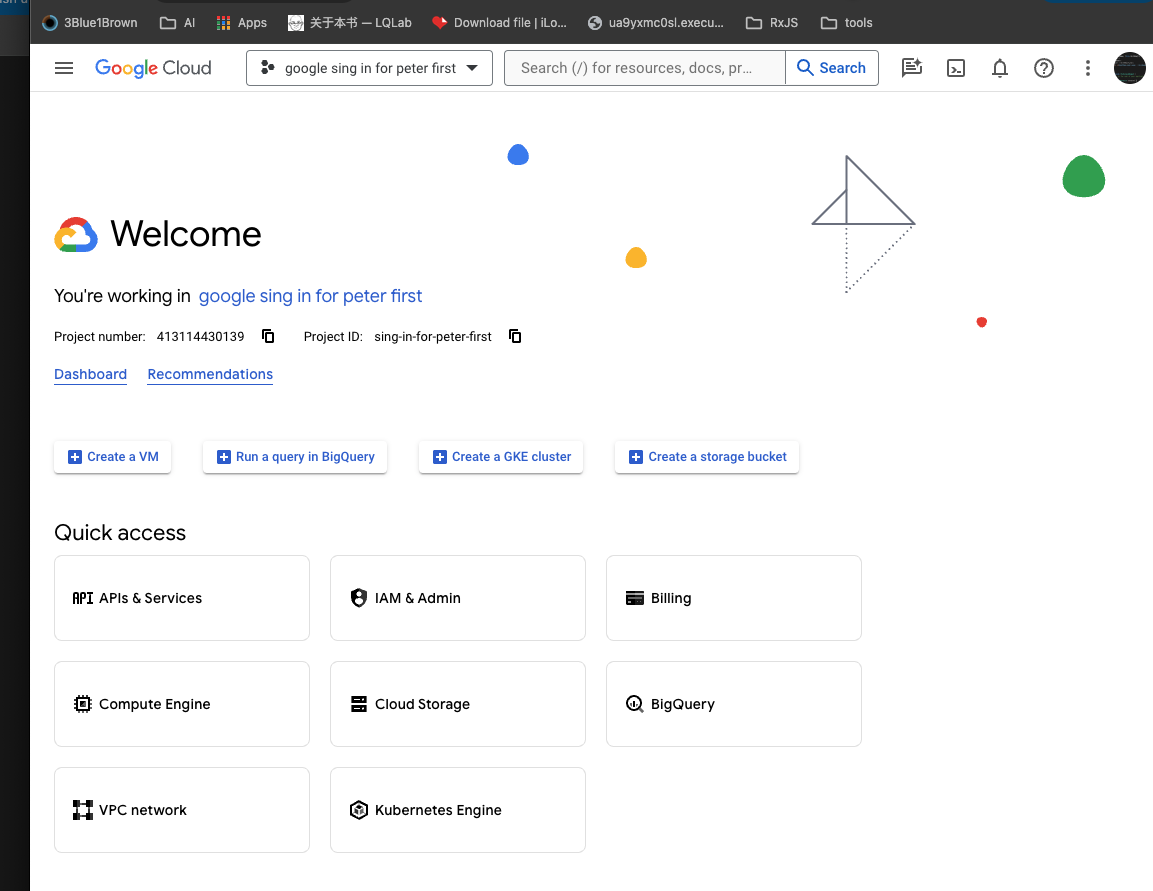 3Blue1Brown AI Apps 关于本书 — LQLab Download file | iLo... ua9yxmc0sl.execu... RxJS tools
Google Cloud google sing in for peter first Search (/) for resources, docs, pr... Search
Welcome
You're working in google sing in for peter first
Project number: 413114430139 Project ID: sing-in-for-peter-first
Dashboard Recommendations
Create a VM Run a query in BigQuery Create a GKE cluster Create a storage bucket
Quick access
API APIs & Services IAM & Admin Billing
Compute Engine Cloud Storage BigQuery
VPC network Kubernetes Engine